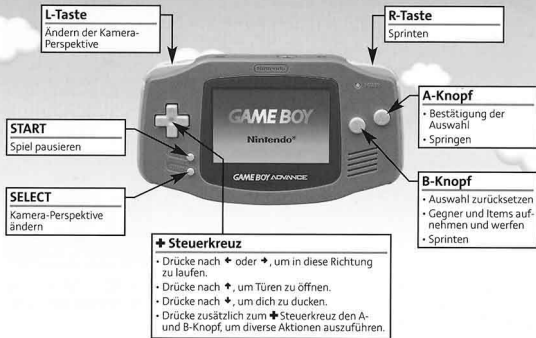 L-Taste
Ändern der Kamera-
Perspektive
R-Taste
Sprinten
Nintendo
POWER
GAME BOY
Nintendo®
GAME BOY ADVANCE
A-Knopf
• Bestätigung der
Auswahl
• Springen
START
Spiel pausieren
B-Knopf
• Auswahl zurücksetzen
• Gegner und Items auf-
nehmen und werfen
• Sprinten
SELECT
Kamera-Perspektive
ändern
✚ Steuerkreuz
• Drücke nach ← oder →, um in diese Richtung
zu laufen.
• Drücke nach ↑, um Türen zu öffnen.
• Drücke nach ↓, um dich zu ducken.
• Drücke zusätzlich zum ✚ Steuerkreuz den A-
und B-Knopf, um diverse Aktionen auszuführen.